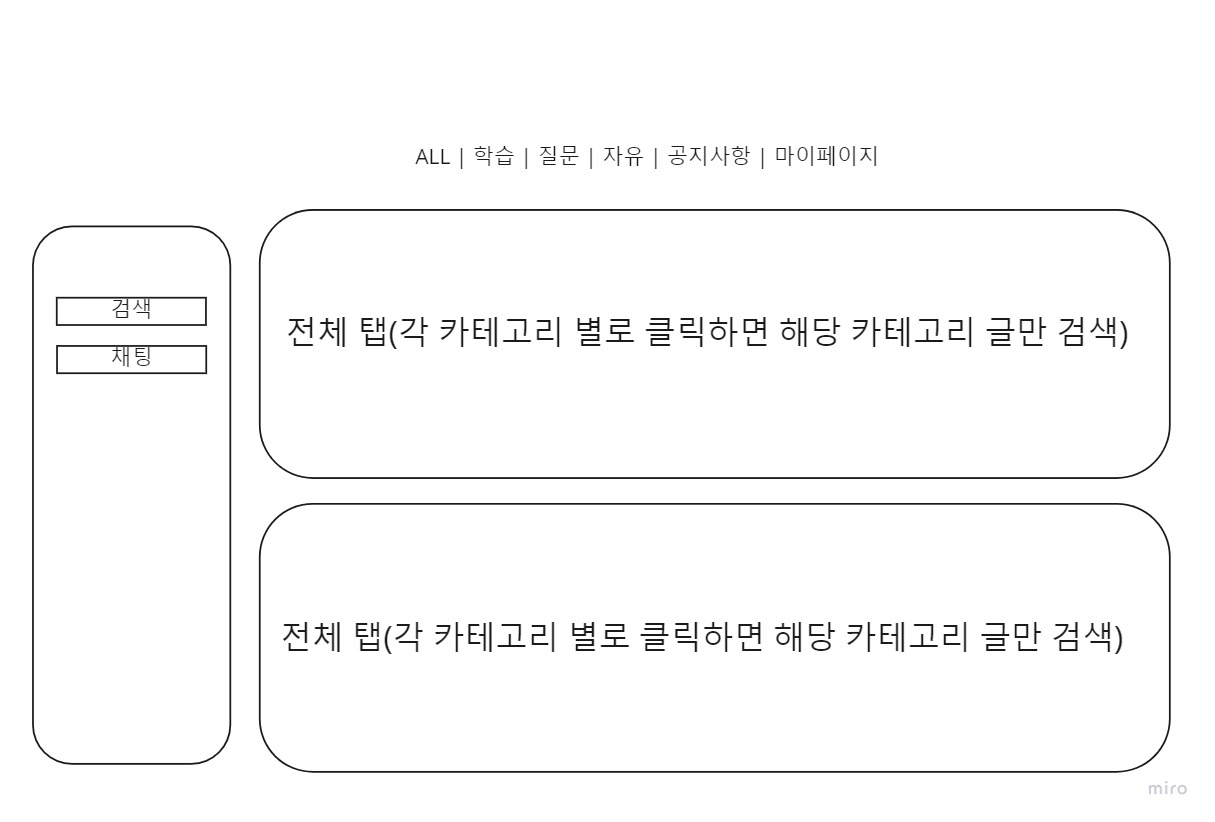 ALL | 학습 | 질문 | 자유 | 공지사항 | 마이페이지
검색
채팅
전체 탭(각 카테고리 별로 클릭하면 해당 카테고리 글만 검색)
전체 탭(각 카테고리 별로 클릭하면 해당 카테고리 글만 검색)
miro